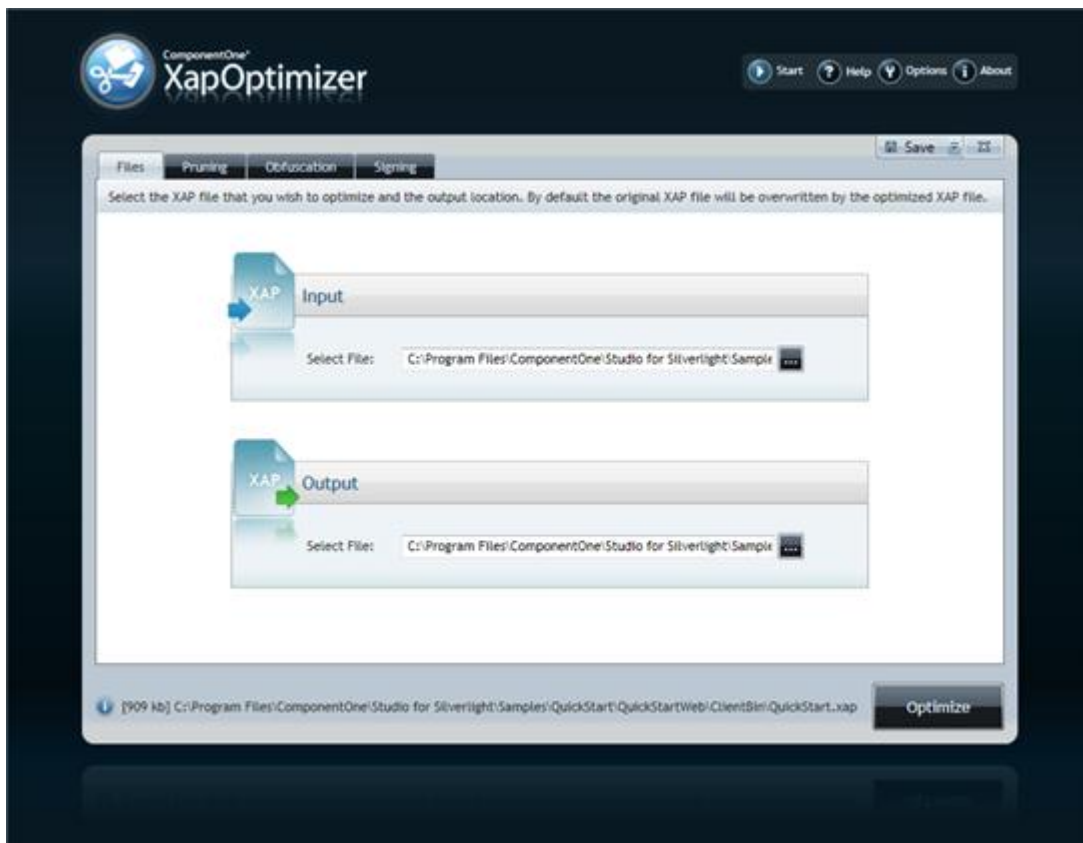 ComponentOne®
XapOptimizer
Start Help Options About
Save
Files Pruning Obfuscation Signing
Select the XAP file that you wish to optimize and the output location. By default the original XAP file will be overwritten by the optimized XAP file.
XAP
Input
Select File: C:\Program Files\ComponentOne\Studio for Silverlight\Sample ...
XAP
Output
Select File: C:\Program Files\ComponentOne\Studio for Silverlight\Sample ...
[909 kb] C:\Program Files\ComponentOne\Studio for Silverlight\Samples\QuickStart\QuickStartWeb\ClientBin\QuickStart.xap
Optimize